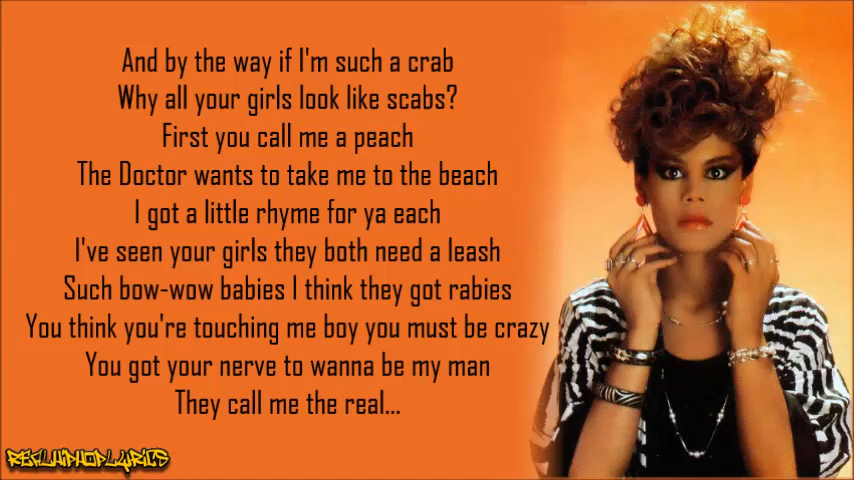 And by the way if I'm such a crab
Why all your girls look like scabs?
First you call me a peach
The Doctor wants to take me to the beach
I got a little rhyme for ya each
I've seen your girls they both need a leash
Such bow-wow babies I think they got rabies
You think you're touching me boy you must be crazy
You got your nerve to wanna be my man
They call me the real...
REALHIPHOPLYRICS